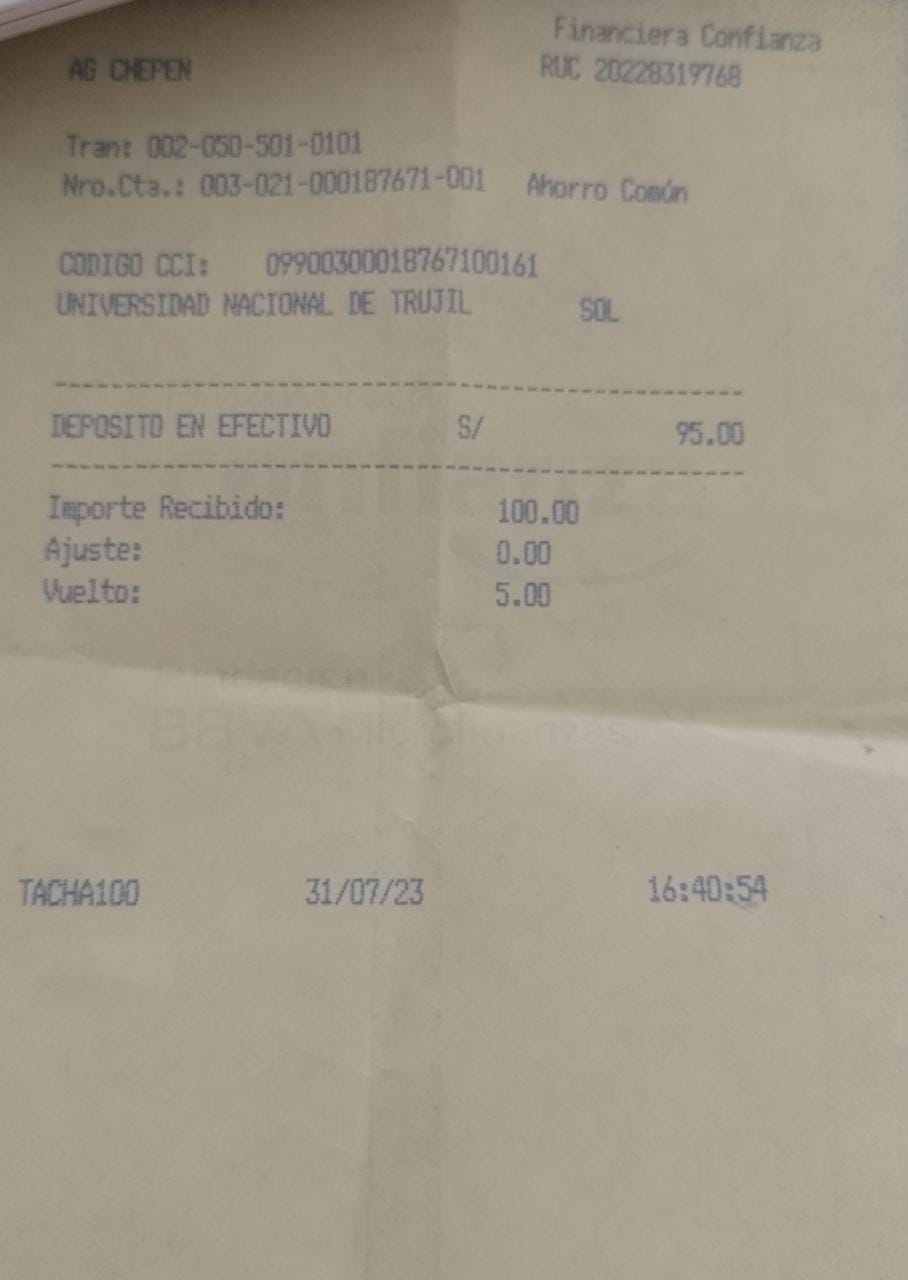 Financiera Confianza
AG CHEPEN RUC 20228319768
Tran: 002-050-501-0101
Nro.Cta.: 003-021-000187671-001 Ahorro Común
CODIGO CCI: 09900300018767100161
UNIVERSIDAD NACIONAL DE TRUJIL SOL
DEPOSITO EN EFECTIVO S/ 95.00
Importe Recibido: 100.00
Ajuste: 0.00
Vuelto: 5.00
Fundación
BBVA Microfinanzas
TACHA100 31/07/23 16:40:54